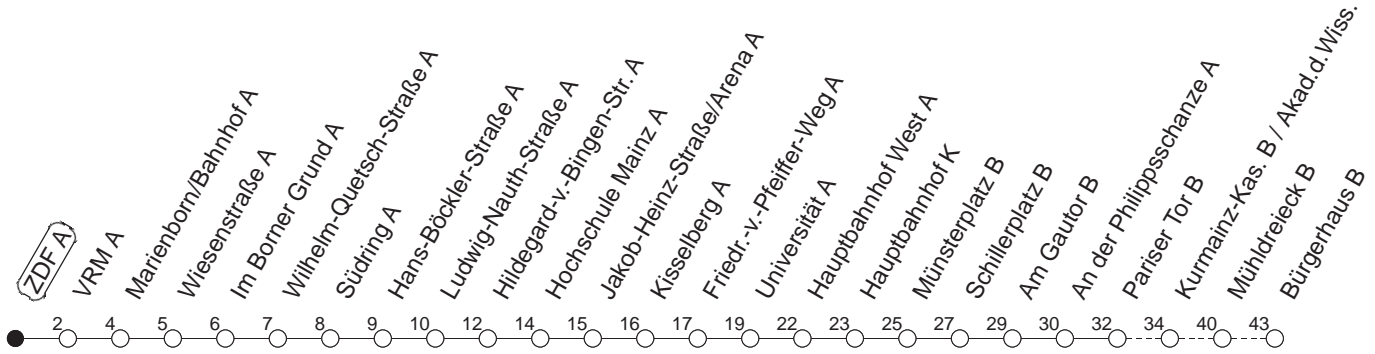 ZDF A
VRM A
Marienborn/Bahnhof A
Wiesenstraße A
Im Borner Grund A
Wilhelm-Quetsch-Straße A
Südring A
Hans-Böckler-Straße A
Ludwig-Nauth-Straße A
Hildegard-v.-Bingen-Str. A
Hochschule Mainz A
Jakob-Heinz-Straße/Arena A
Kisselberg A
Friedr.-v.-Pfeiffer-Weg A
Universität A
Hauptbahnhof West A
Hauptbahnhof K
Münsterplatz B
Schillerplatz B
Am Gautor B
An der Philippsschanze A
Pariser Tor B
Kurmainz-Kas. B / Akad.d. Wiss.
Mühldreieck B
Bürgerhaus B
2 4 5 6 7 8 9 10 12 14 15 16 17 19 22 23 25 27 29 30 32 34 40 43